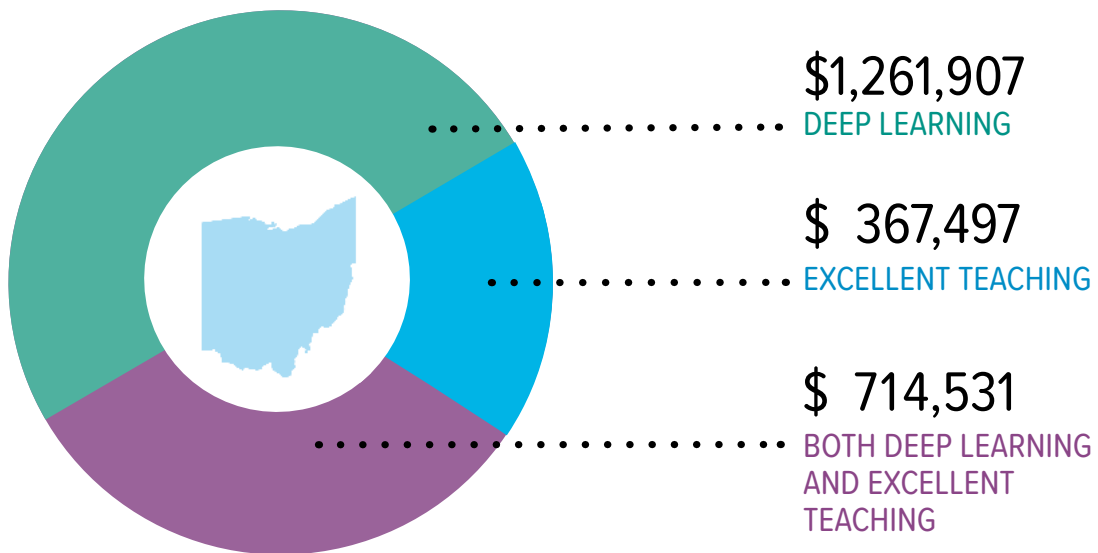 $1,261,907
DEEP LEARNING
$ 367,497
EXCELLENT TEACHING
$ 714,531
BOTH DEEP LEARNING
AND EXCELLENT
TEACHING